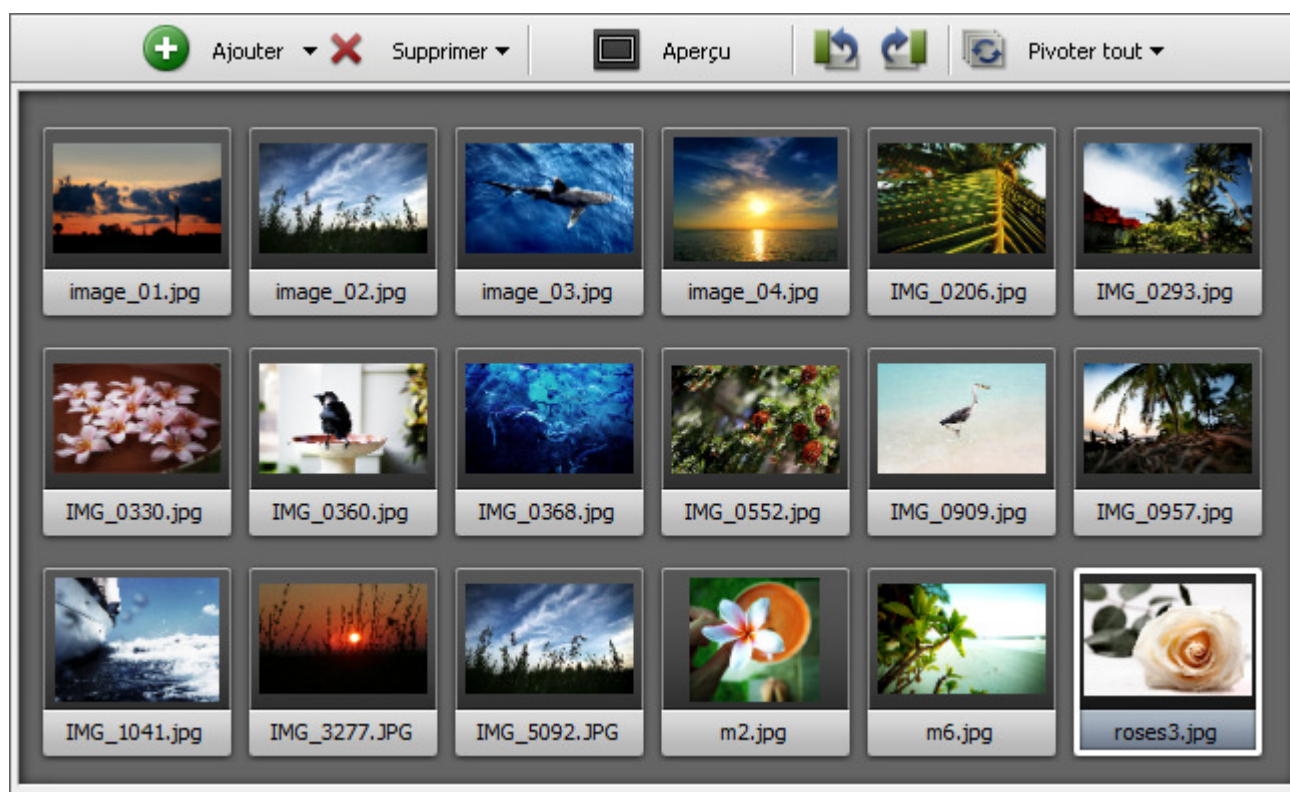 Ajouter Supprimer Aperçu Pivoter tout
image_01.jpg image_02.jpg image_03.jpg image_04.jpg IMG_0206.jpg IMG_0293.jpg
IMG_0330.jpg IMG_0360.jpg IMG_0368.jpg IMG_0552.jpg IMG_0909.jpg IMG_0957.jpg
IMG_1041.jpg IMG_3277.JPG IMG_5092.JPG m2.jpg m6.jpg roses3.jpg